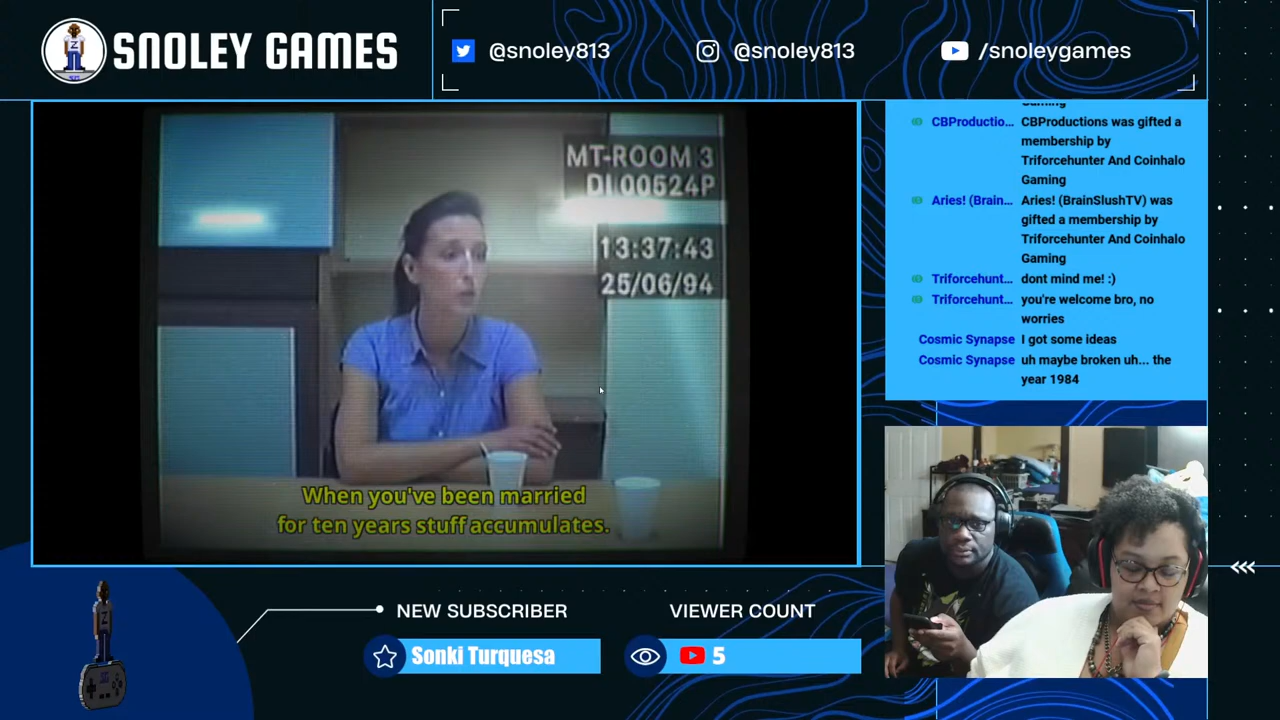 SNOLEY GAMES
@snoley813
@snoley813
/snoleygames
MT-ROOM 3
DI 00524P
13:37:43
25/06/94
When you've been married
for ten years stuff accumulates.
Gaming
CBProductio... CBProductions was gifted a
membership by
Triforcehunter And Coinhalo
Gaming
Aries! (Brain... Aries! (BrainSlushTV) was
gifted a membership by
Triforcehunter And Coinhalo
Gaming
Triforcehunt... dont mind me! :)
Triforcehunt... you're welcome bro, no
worries
Cosmic Synapse I got some ideas
Cosmic Synapse uh maybe broken uh... the
year 1984
NEW SUBSCRIBER
Sonki Turquesa
VIEWER COUNT
5
Z
Z
SG